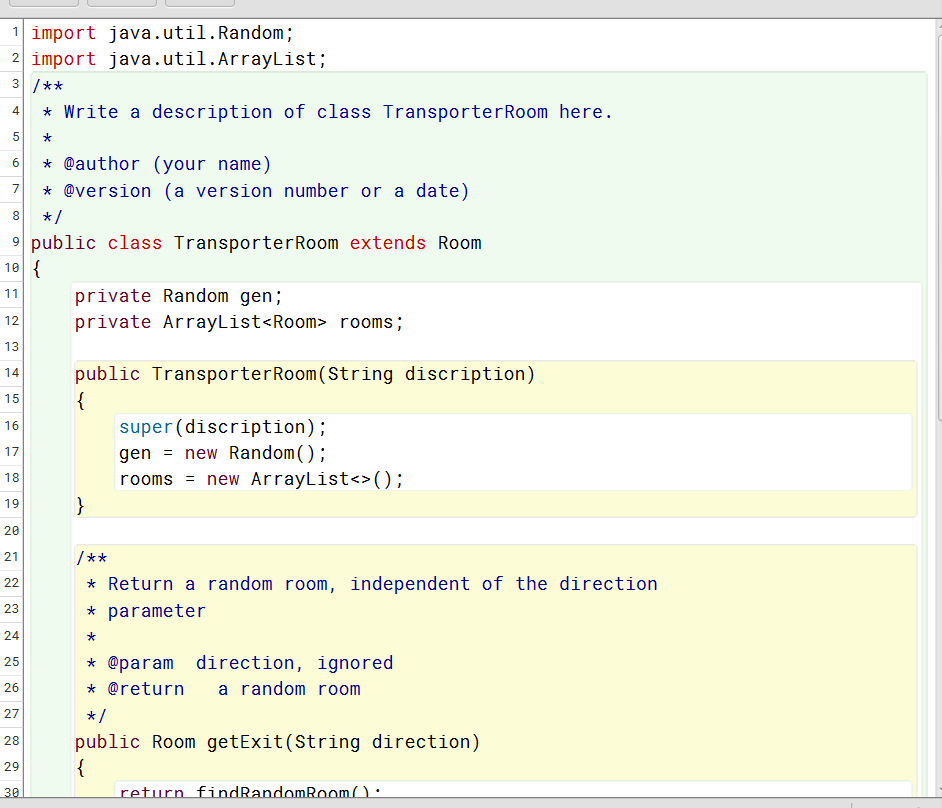 1 import java.util.Random;
2 import java.util.ArrayList;
3 /**
4  * Write a description of class TransporterRoom here.
5  *
6  * @author (your name)
7  * @version (a version number or a date)
8  */
9 public class TransporterRoom extends Room
10 {
11     private Random gen;
12     private ArrayList<Room> rooms;
13
14     public TransporterRoom(String discription)
15     {
16         super(discription);
17         gen = new Random();
18         rooms = new ArrayList<>();
19     }
20
21     /**
22      * Return a random room, independent of the direction
23      * parameter
24      *
25      * @param  direction, ignored
26      * @return   a random room
27      */
28     public Room getExit(String direction)
29     {
30         return findRandomRoom();